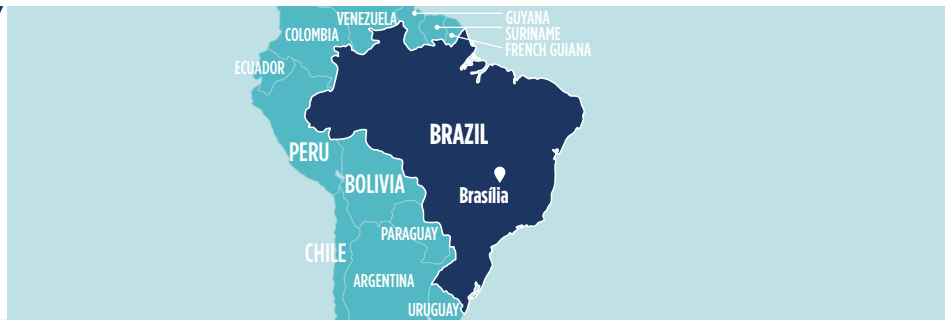 VENEZUELA
GUYANA
SURINAME
COLOMBIA
FRENCH GUIANA
ECUADOR
BRAZIL
PERU
BOLIVIA
Brasília
PARAGUAY
CHILE
ARGENTINA
URUGUAY